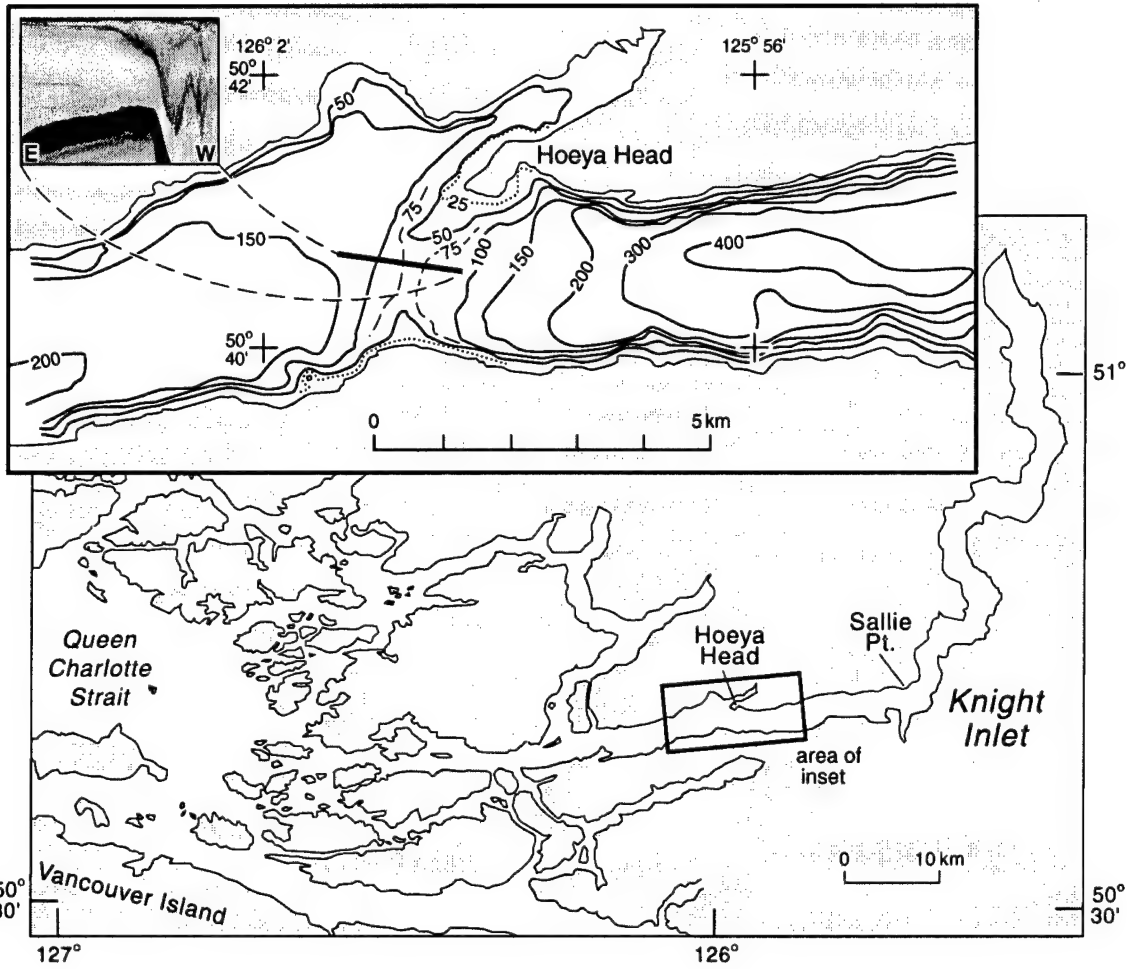 126° 2'
50°
42'
125° 56'
E
W
50
Hoeya Head
75
25
50
75
150
100
150
200
300
400
200
50°
40'
0
5 km
51°
Queen
Charlotte
Strait
Hoeya
Head
Sallie
Pt.
Knight
Inlet
area of
inset
0
10 km
Vancouver Island
50°
30'
127°
126°
50°
30'